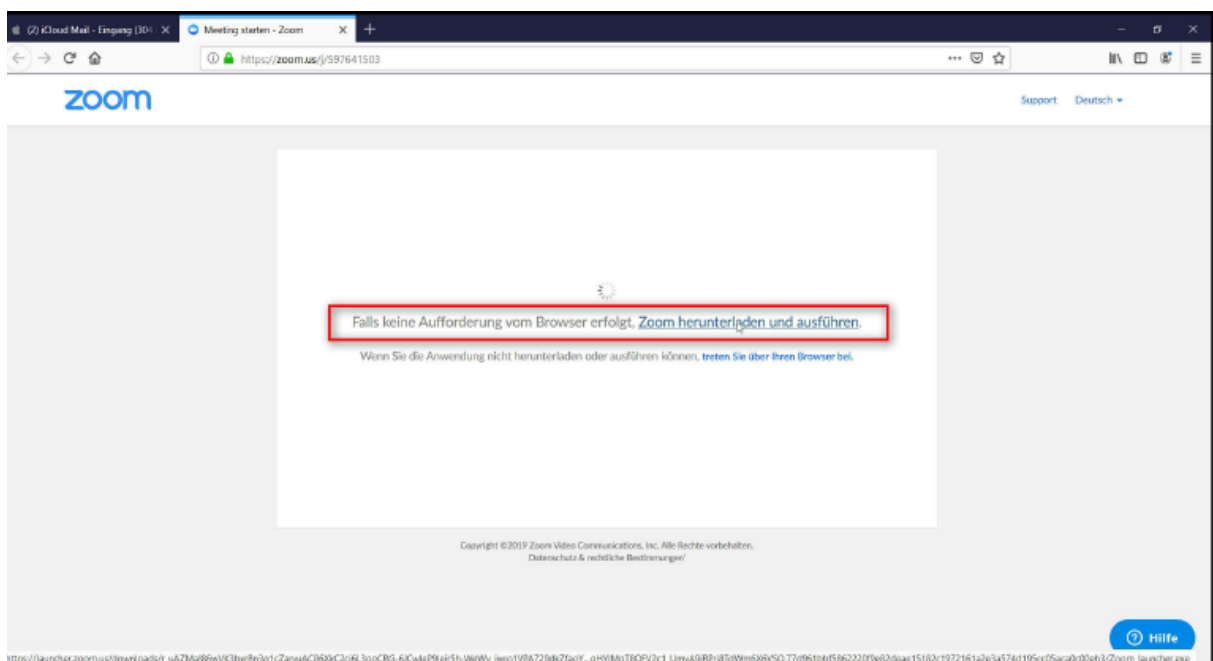 (2) iCloud Mail - Eingang (304
Meeting starten - Zoom
https://zoom.us/j/597641503
zoom
Support Deutsch
Falls keine Aufforderung vom Browser erfolgt, Zoom herunterladen und ausführen.
Wenn Sie die Anwendung nicht herunterladen oder ausführen können, treten Sie über Ihren Browser bei.
Copyright ©2019 Zoom Video Communications, Inc. Alle Rechte vorbehalten.
Datenschutz & rechtliche Bestimmungen
Hilfe